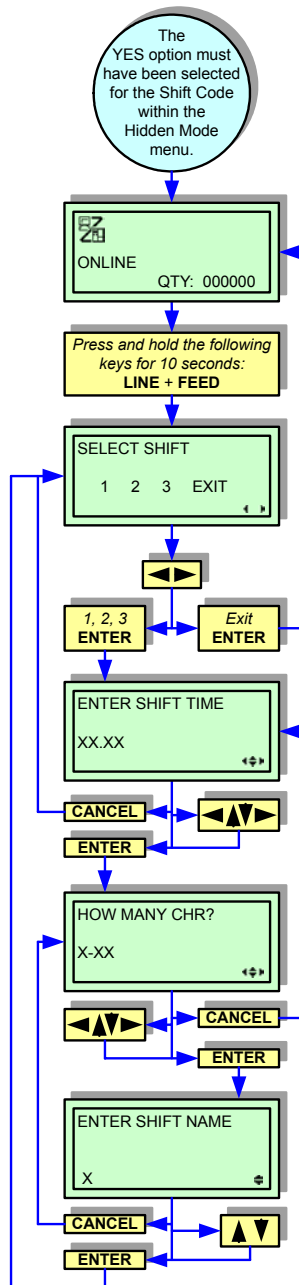 The
YES option must
have been selected
for the Shift Code
within the
Hidden Mode
menu.
ONLINE
QTY: 000000
Press and hold the following
keys for 10 seconds:
LINE + FEED
SELECT SHIFT
1 2 3 EXIT
1, 2, 3
ENTER
Exit
ENTER
ENTER SHIFT TIME
XX.XX
CANCEL
ENTER
HOW MANY CHR?
X-XX
CANCEL
ENTER
ENTER SHIFT NAME
X
CANCEL
ENTER